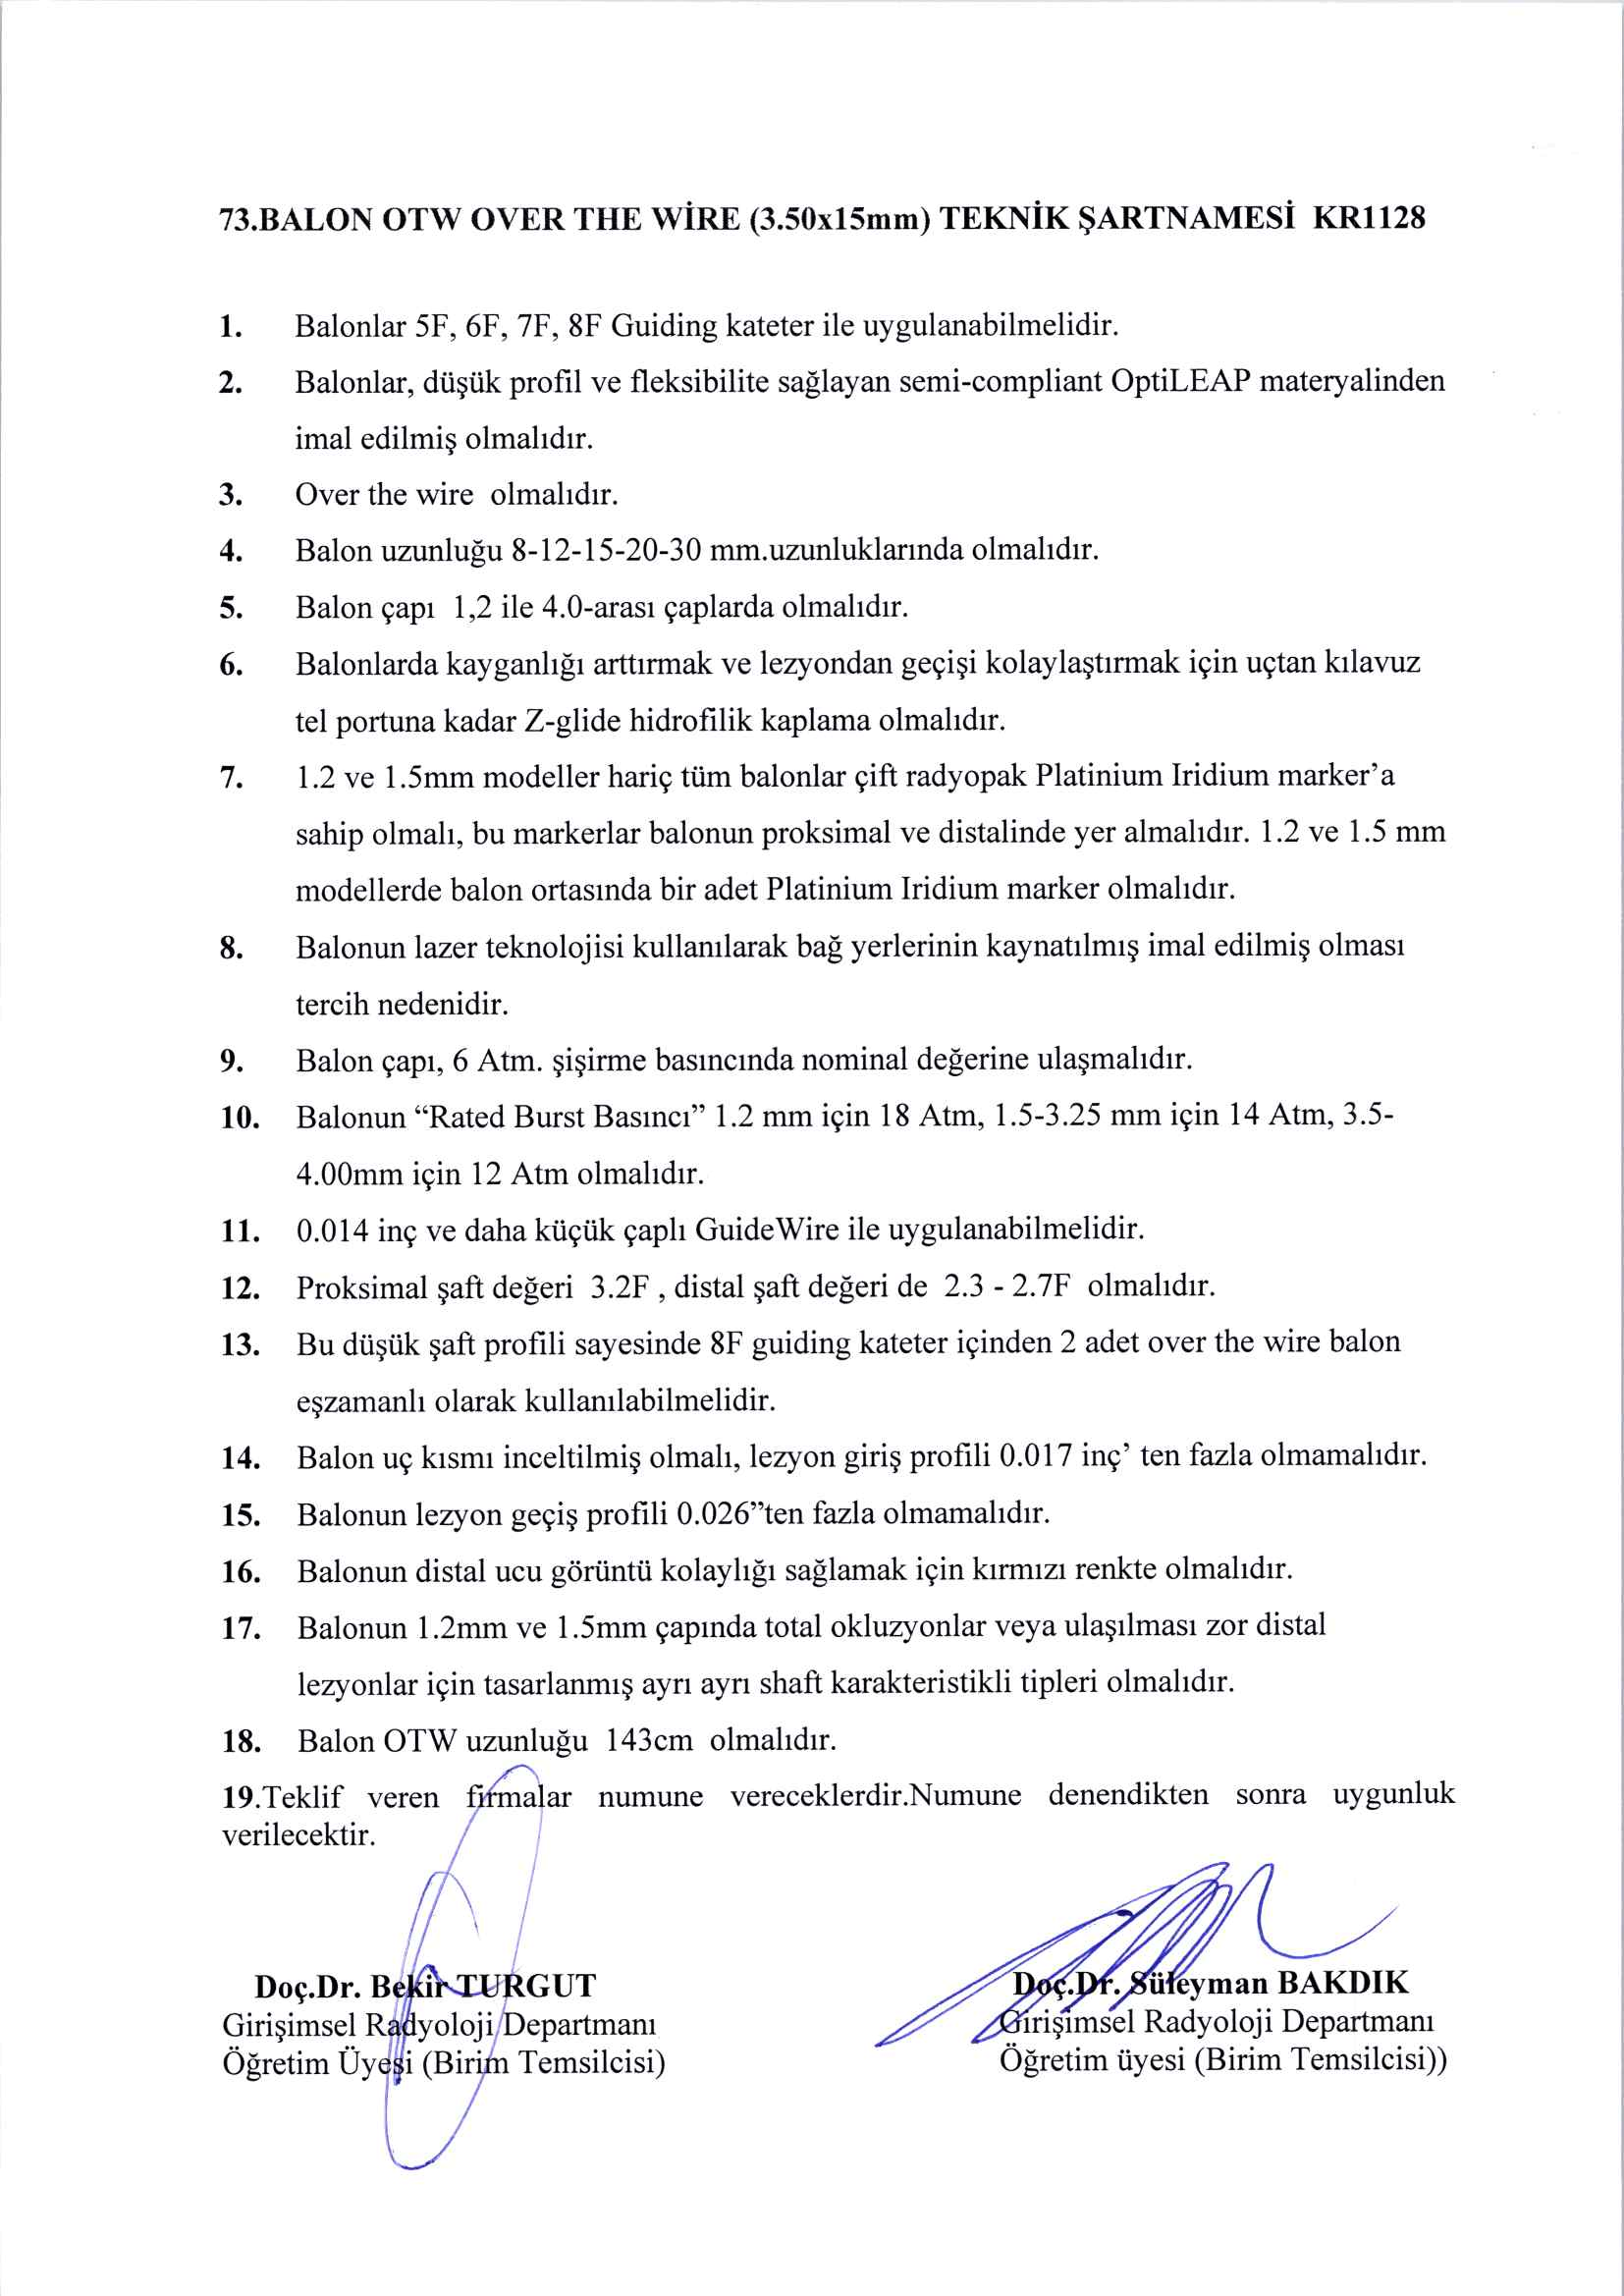 73.BALON OTW OVER THE WİRE (3.50x15mm) TEKNİK ŞARTNAMESİ KR1128
1. Balonlar 5F, 6F, 7F, 8F Guiding kateter ile uygulanabilmelidir.
2. Balonlar, düşük profil ve fleksibilite sağlayan semi-compliant OptiLEAP materyalinden
imal edilmiş olmalıdır.
3. Over the wire olmalıdır.
4. Balon uzunluğu 8-12-15-20-30 mm.uzunluklarında olmalıdır.
5. Balon çapı 1,2 ile 4.0-arası çaplarda olmalıdır.
6. Balonlarda kayganlığı arttırmak ve lezyondan geçişi kolaylaştırmak için uçtan kılavuz
tel portuna kadar Z-glide hidrofilik kaplama olmalıdır.
7. 1.2 ve 1.5mm modeller hariç tüm balonlar çift radyopak Platinium Iridium marker’a
sahip olmalı, bu markerlar balonun proksimal ve distalinde yer almalıdır. 1.2 ve 1.5 mm
modellerde balon ortasında bir adet Platinium Iridium marker olmalıdır.
8. Balonun lazer teknolojisi kullanılarak bağ yerlerinin kaynatılmış imal edilmiş olması
tercih nedenidir.
9. Balon çapı, 6 Atm. şişirme basıncında nominal değerine ulaşmalıdır.
10. Balonun “Rated Burst Basıncı” 1.2 mm için 18 Atm, 1.5-3.25 mm için 14 Atm, 3.5-
4.00mm için 12 Atm olmalıdır.
11. 0.014 inç ve daha küçük çaplı GuideWire ile uygulanabilmelidir.
12. Proksimal şaft değeri 3.2F , distal şaft değeri de 2.3 - 2.7F olmalıdır.
13. Bu düşük şaft profili sayesinde 8F guiding kateter içinden 2 adet over the wire balon
eşzamanlı olarak kullanılabilmelidir.
14. Balon uç kısmı inceltilmiş olmalı, lezyon giriş profili 0.017 inç’ ten fazla olmamalıdır.
15. Balonun lezyon geçiş profili 0.026”ten fazla olmamalıdır.
16. Balonun distal ucu görüntü kolaylığı sağlamak için kırmızı renkte olmalıdır.
17. Balonun 1.2mm ve 1.5mm çapında total okluzyonlar veya ulaşılması zor distal
lezyonlar için tasarlanmış ayrı ayrı shaft karakteristikli tipleri olmalıdır.
18. Balon OTW uzunluğu 143cm olmalıdır.
19.Teklif veren firmalar numune vereceklerdir.Numune denendikten sonra uygunluk
verilecektir.
Doç.Dr. Bekir TURGUT
Girişimsel Radyoloji Departmanı
Öğretim Üyesi (Birim Temsilcisi)
Doç.Dr. Süleyman BAKDIK
Girişimsel Radyoloji Departmanı
Öğretim üyesi (Birim Temsilcisi))